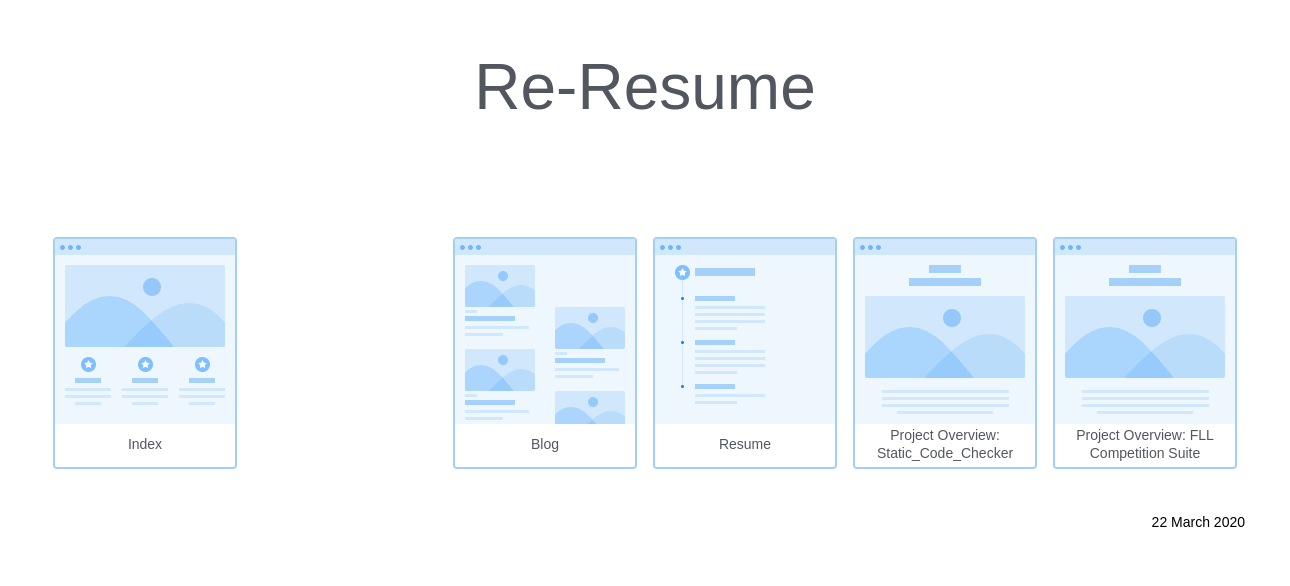 Re-Resume
Index
Blog
Resume
Project Overview:
Static_Code_Checker
Project Overview: FLL
Competition Suite
22 March 2020